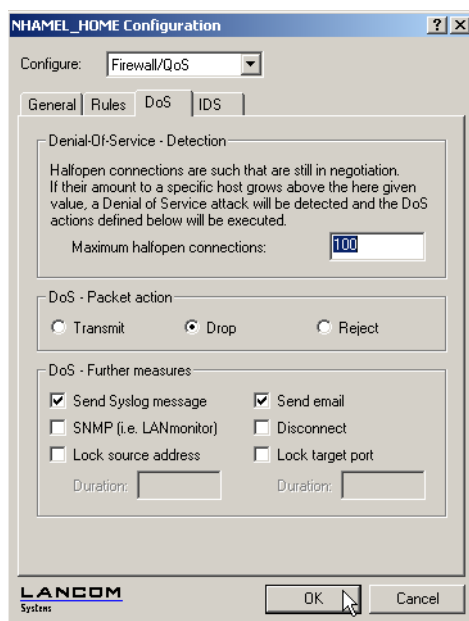 NHAMEL_HOME Configuration
Configure: Firewall/QoS
General Rules DoS IDS
Denial-Of-Service - Detection
Halfopen connections are such that are still in negotiation.
If their amount to a specific host grows above the here given
value, a Denial of Service attack will be detected and the DoS
actions defined below will be executed.
Maximum halfopen connections: 100
DoS - Packet action
Transmit Drop Reject
DoS - Further measures
Send Syslog message Send email
SNMP (i.e. LANmonitor) Disconnect
Lock source address Lock target port
Duration: Duration:
LANCOM
Systems
OK Cancel